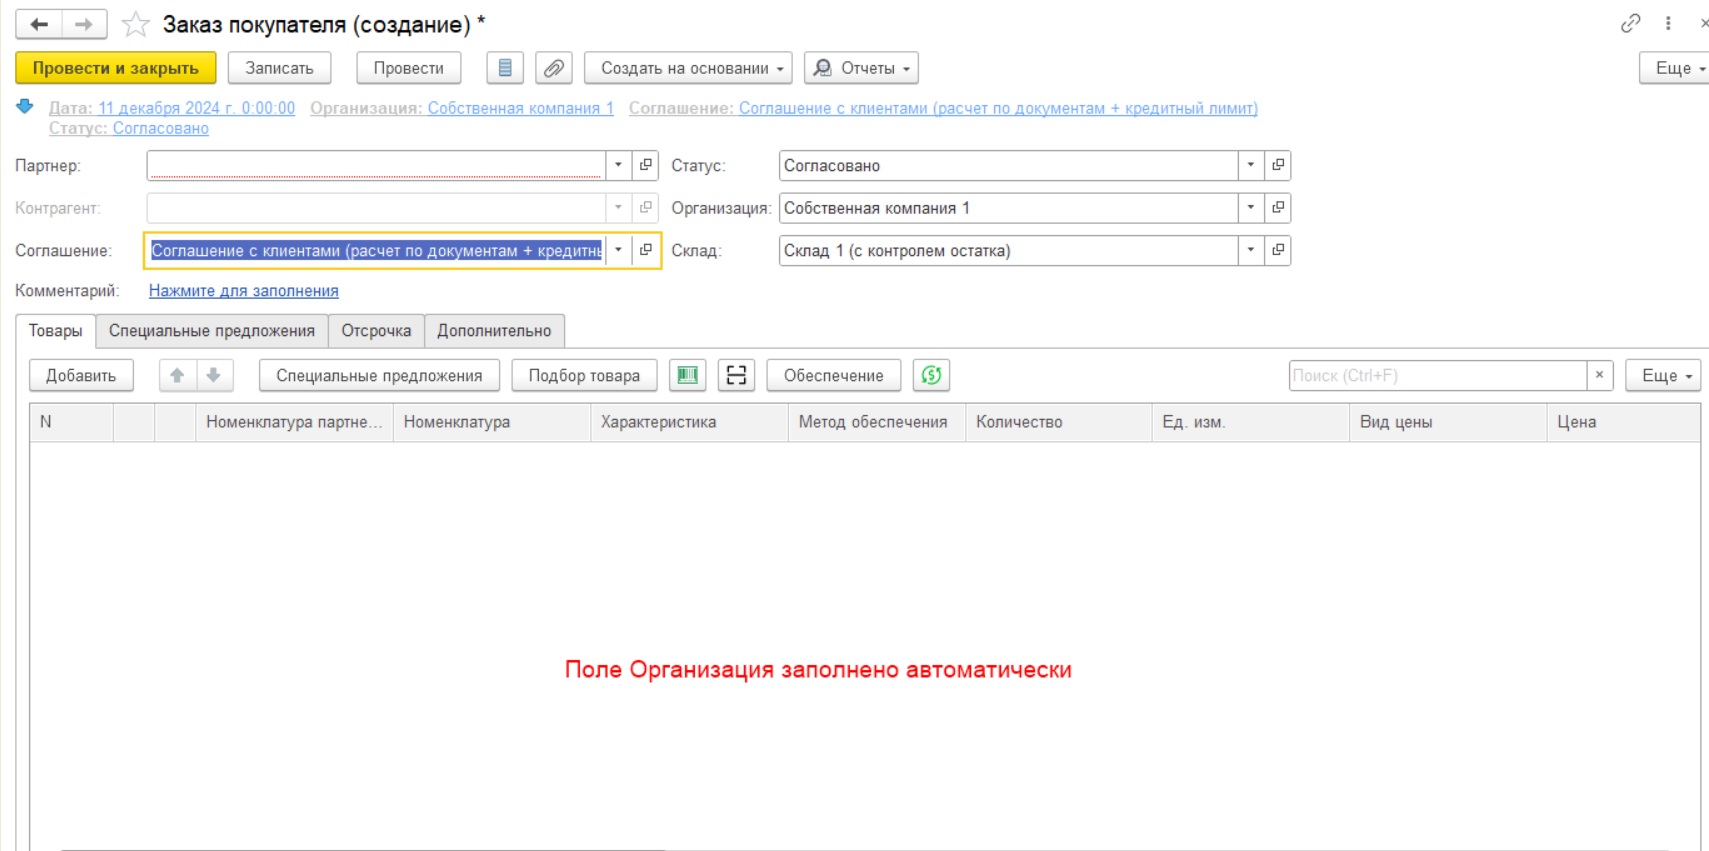 Заказ покупателя (создание) *
Провести и закрыть Записать Провести Создать на основании Отчеты Еще
Дата: 11 декабря 2024 г. 0:00:00 Организация: Собственная компания 1 Соглашение: Соглашение с клиентами (расчет по документам + кредитный лимит)
Статус: Согласовано
Партнер: Статус: Согласовано
Контрагент: Организация: Собственная компания 1
Соглашение: Соглашение с клиентами (расчет по документам + кредитны Склад: Склад 1 (с контролем остатка)
Комментарий: Нажмите для заполнения
Товары Специальные предложения Отсрочка Дополнительно
Добавить Специальные предложения Подбор товара Обеспечение Поиск (Ctrl+F) × Еще
N Номенклатура партне... Номенклатура Характеристика Метод обеспечения Количество Ед. изм. Вид цены Цена
Поле Организация заполнено автоматически